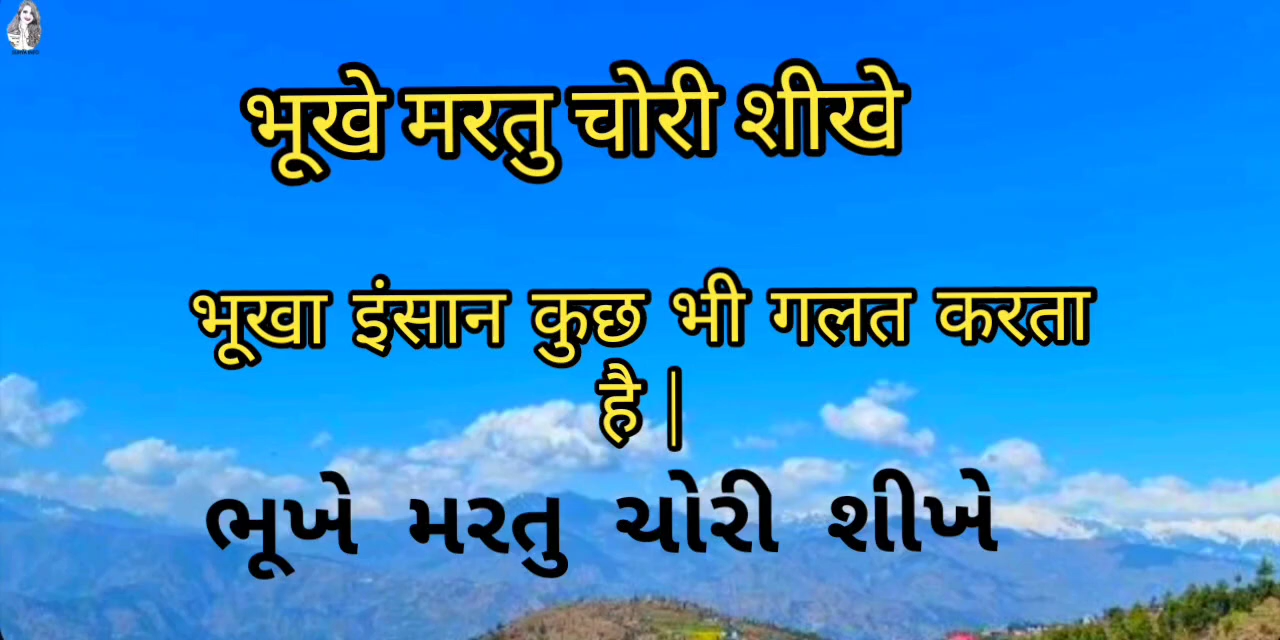 भूखे मरतु चोरी शीखे
भूखा इंसान कुछ भी गलत करता
है |
ભૂખે મરતુ ચોરી શીખે